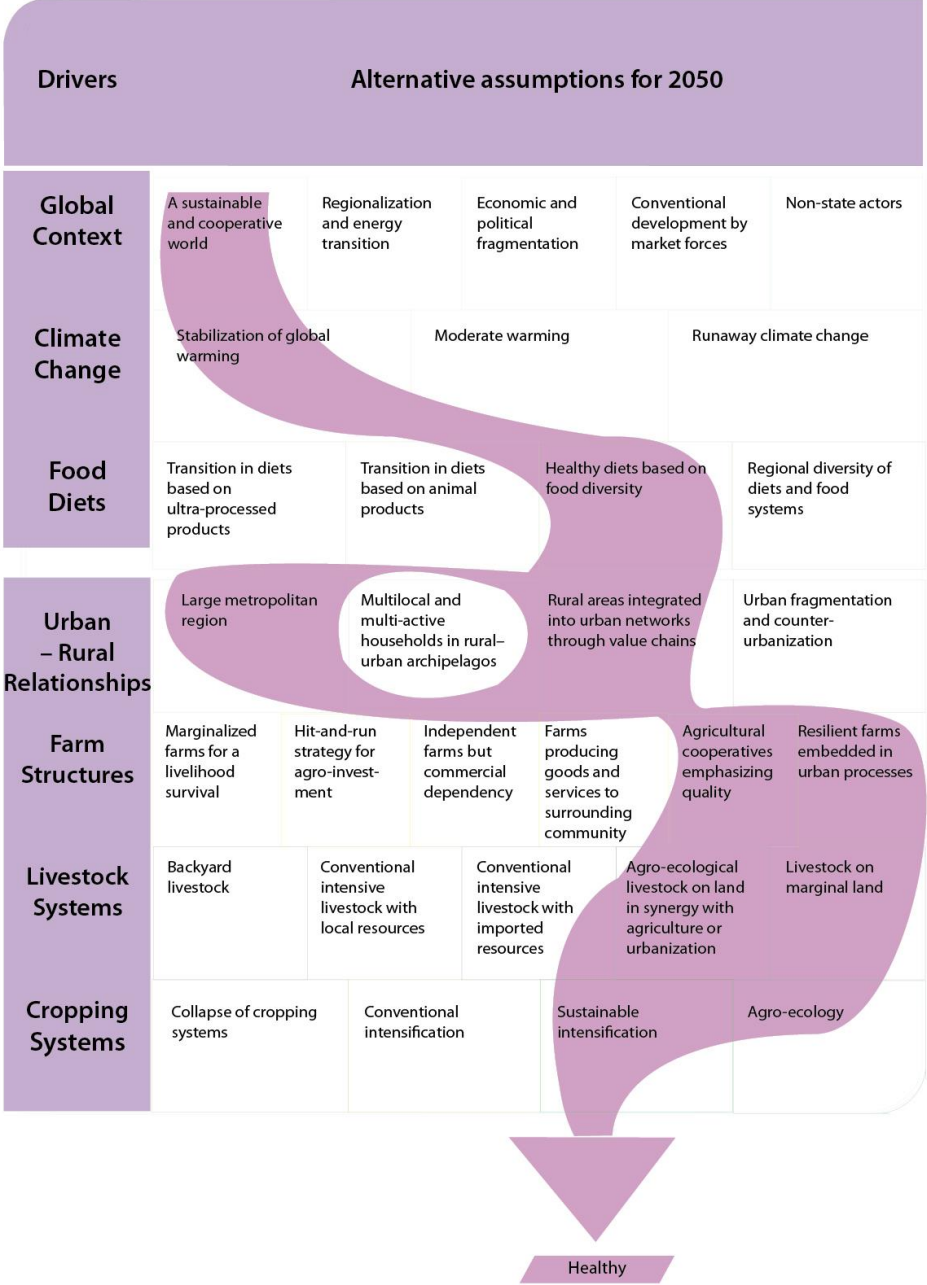 Drivers
Alternative assumptions for 2050
Global
Context
A sustainable
and cooperative
world
Regionalization
and energy
transition
Economic and
political
fragmentation
Conventional
development by
market forces
Non-state actors
Climate
Change
Stabilization of global
warming
Moderate warming
Runaway climate change
Food
Diets
Transition in diets
based on
ultra-processed
products
Transition in diets
based on animal
products
Healthy diets based on
food diversity
Regional diversity of
diets and food
systems
Urban
– Rural
Relationships
Large metropolitan
region
Multilocal and
multi-active
households in rural–
urban archipelagos
Rural areas integrated
into urban networks
through value chains
Urban fragmentation
and counter-
urbanization
Farm
Structures
Marginalized
farms for a
livelihood
survival
Hit-and-run
strategy for
agro-invest-
ment
Independent
farms but
commercial
dependency
Farms
producing
goods and
services to
surrounding
community
Agricultural
cooperatives
emphasizing
quality
Resilient farms
embedded in
urban processes
Livestock
Systems
Backyard
livestock
Conventional
intensive
livestock with
local resources
Conventional
intensive
livestock with
imported
resources
Agro-ecological
livestock on land
in synergy with
agriculture or
urbanization
Livestock on
marginal land
Cropping
Systems
Collapse of cropping
systems
Conventional
intensification
Sustainable
intensification
Agro-ecology
Healthy